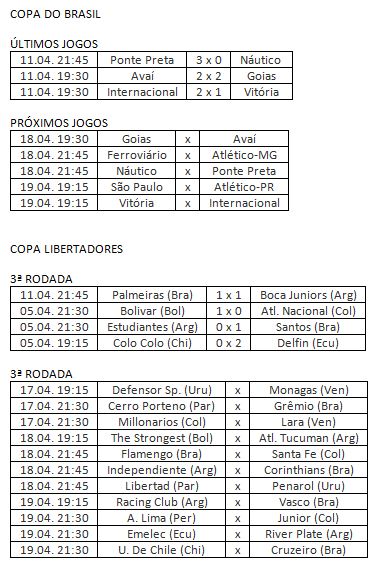 COPA DO BRASIL
ÚLTIMOS JOGOS
11.04. 21:45 Ponte Preta 3 x 0 Náutico
11.04. 19:30 Avaí 2 x 2 Goias
11.04. 19:30 Internacional 2 x 1 Vitória
PRÓXIMOS JOGOS
18.04. 19:30 Goias x Avaí
18.04. 21:45 Ferroviário x Atlético-MG
18.04. 21:45 Náutico x Ponte Preta
19.04. 19:15 São Paulo x Atlético-PR
19.04. 19:15 Vitória x Internacional
COPA LIBERTADORES
3ª RODADA
11.04. 21:45 Palmeiras (Bra) 1 x 1 Boca Juniors (Arg)
05.04. 21:30 Bolivar (Bol) 1 x 0 Atl. Nacional (Col)
05.04. 21:30 Estudiantes (Arg) 0 x 1 Santos (Bra)
05.04. 19:15 Colo Colo (Chi) 0 x 2 Delfin (Ecu)
3ª RODADA
17.04. 19:15 Defensor Sp. (Uru) x Monagas (Ven)
17.04. 21:30 Cerro Porteno (Par) x Grêmio (Bra)
17.04. 21:30 Millonarios (Col) x Lara (Ven)
18.04. 19:15 The Strongest (Bol) x Atl. Tucuman (Arg)
18.04. 21:45 Flamengo (Bra) x Santa Fe (Col)
18.04. 21:45 Independiente (Arg) x Corinthians (Bra)
18.04. 21:45 Libertad (Par) x Penarol (Uru)
19.04. 19:15 Racing Club (Arg) x Vasco (Bra)
19.04. 21:30 A. Lima (Per) x Junior (Col)
19.04. 21:30 Emelec (Ecu) x River Plate (Arg)
19.04. 21:30 U. De Chile (Chi) x Cruzeiro (Bra)